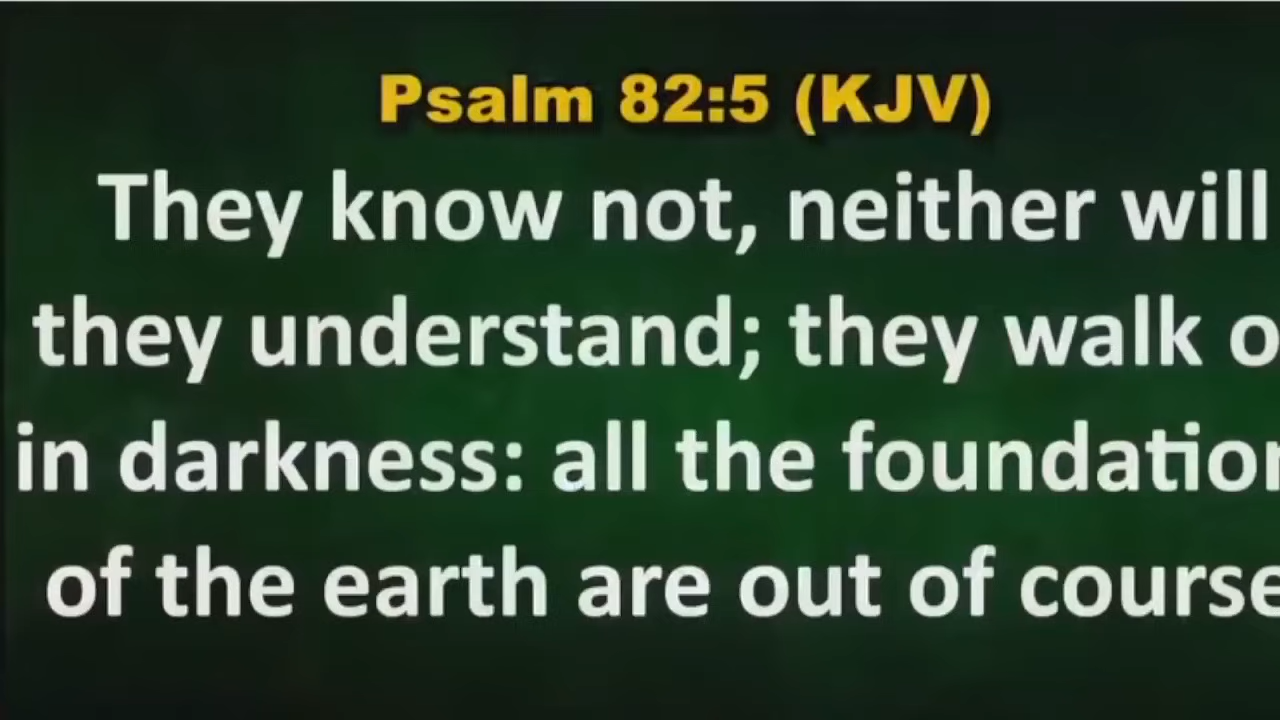 Psalm 82:5 (KJV)
They know not, neither will
they understand; they walk o
in darkness: all the foundation
of the earth are out of course